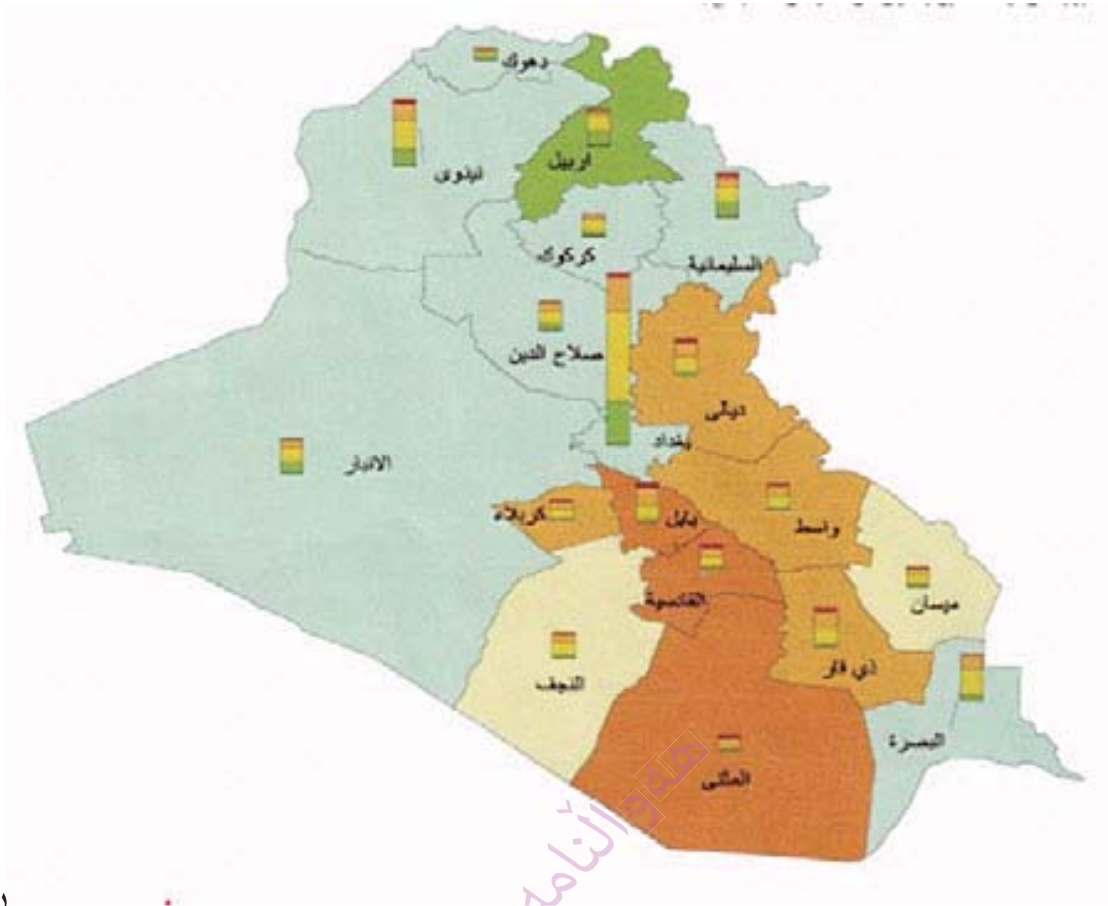 دهوك
اربيل
نينوى
كركوك
السليمانية
صلاح الدين
ديالى
بغداد
الانبار
كربلاء
بابل
واسط
القادسية
ميسان
ذي قار
النجف
البصرة
المثنى
هەواڵنامە